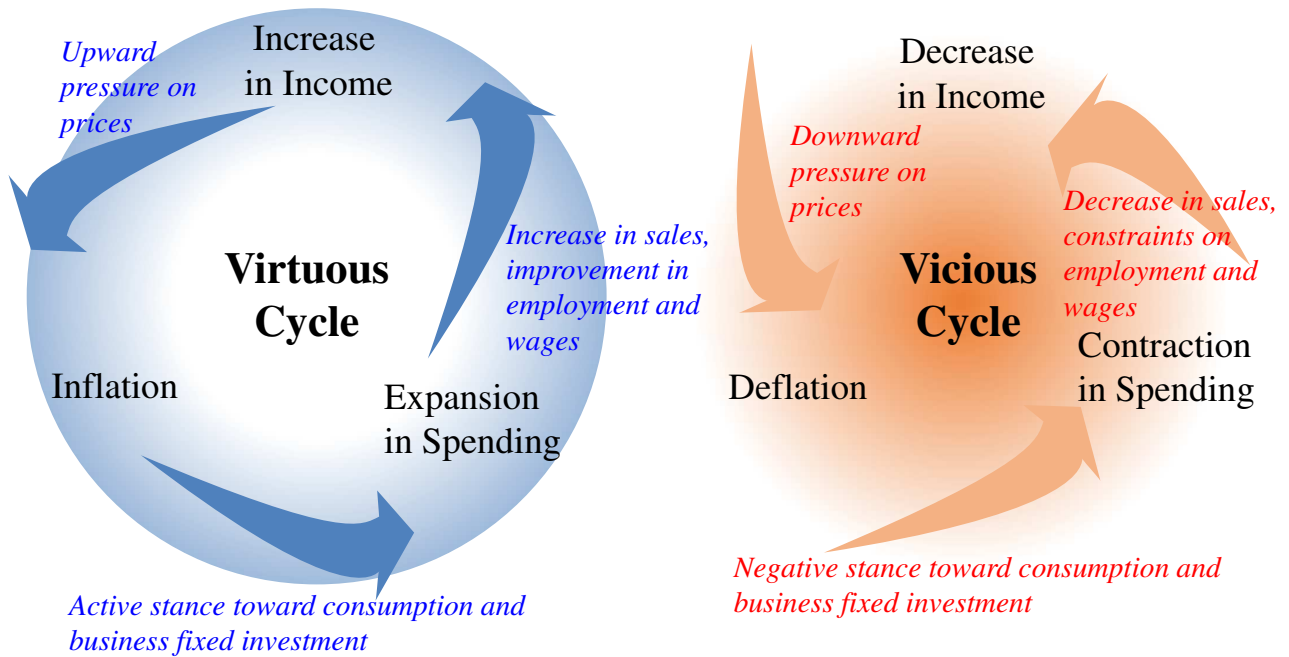 Increase
in Income
Upward
pressure on
prices
Virtuous
Cycle
Increase in sales,
improvement in
employment and
wages
Inflation
Expansion
in Spending
Active stance toward consumption and
business fixed investment
Decrease
in Income
Downward
pressure on
prices
Vicious
Cycle
Decrease in sales,
constraints on
employment and
wages
Deflation
Contraction
in Spending
Negative stance toward consumption and
business fixed investment